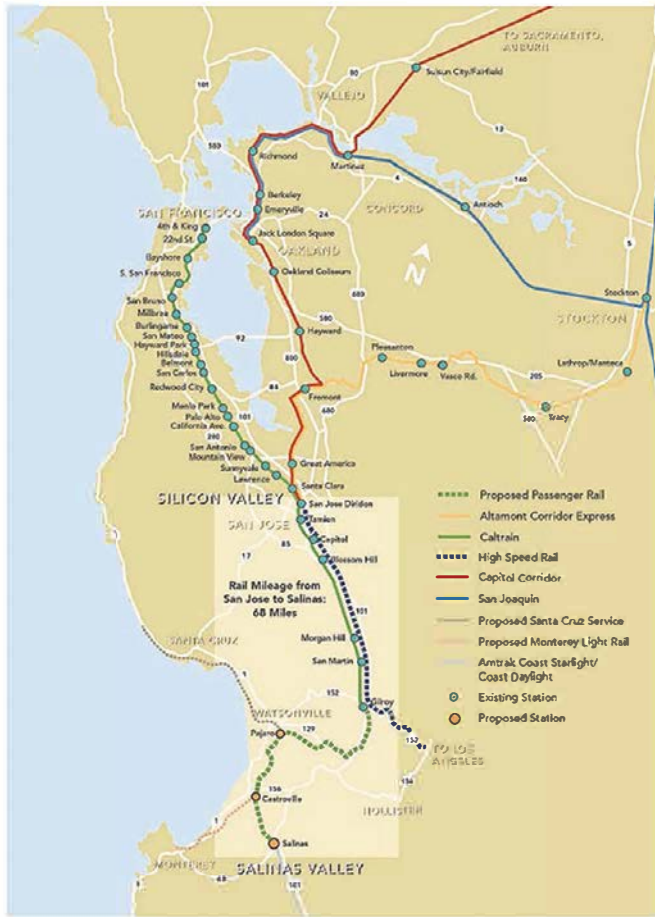 TO SACRAMENTO,
AUBURN
80
Suisun City/Fairfield
101
VALLEJO
12
580
Richmond
Martinez
4
160
Antioch
Berkeley
Emeryville
24
CONCORD
SAN FRANCISCO
4th & King
22nd St.
Jack London Square
OAKLAND
5
Bayshore
N
S. San Francisco
Oakland Coliseum
680
Stockton
San Bruno
Millbrae
STOCKTON
Burlingame
580
Hayward
San Mateo
92
Hayward Park
Pleasanton
Hillsdale
Belmont
880
San Carlos
Livermore
Vasco Rd.
205
Lathrop/Manteca
Redwood City
84
Fremont
Menlo Park
680
Palo Alto
101
580
Tracy
California Ave.
280
San Antonio
Mountain View
Great America
Sunnyvale
Lawrence
Santa Clara
SILICON VALLEY
San Jose Diridon
SAN JOSE
Tamien
Capitol
85
17
Blossom Hill
Rail Mileage from
San Jose to Salinas:
68 Miles
101
Morgan Hill
SANTA CRUZ
San Martin
1
152
Gilroy
WATSONVILLE
129
Pajaro
TO LOS
ANGSLES
156
156
Castroville
HOLLISTER
1
Salinas
MONTEREY
68
SALINAS VALLEY
1
101
Proposed Passenger Rail
Altamont Corridor Express
Caltrain
High Speed Rail
Capitol Corridor
San Joaquin
Proposed Santa Cruz Service
Proposed Monterey Light Rail
Amtrak Coast Starlight/
Coast Daylight
Existing Station
Proposed Station